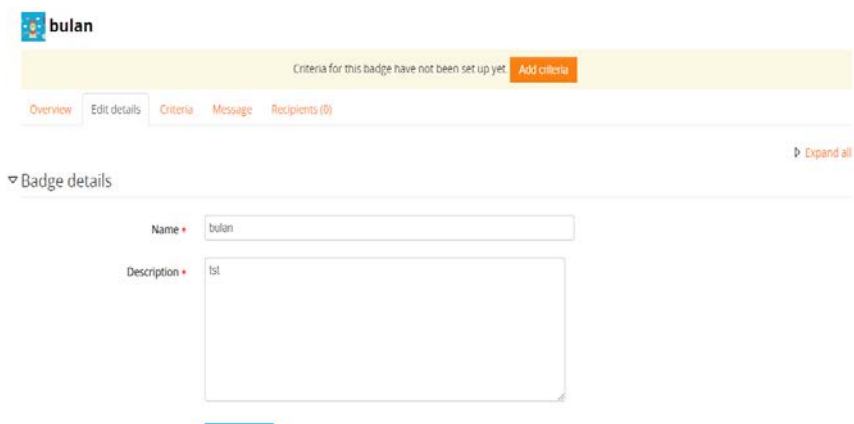 bulan
Criteria for this badge have not been set up yet. Add criteria
Overview Edit details Criteria Message Recipients (0)
Expand all
Badge details
Name
bulan
Description
tst